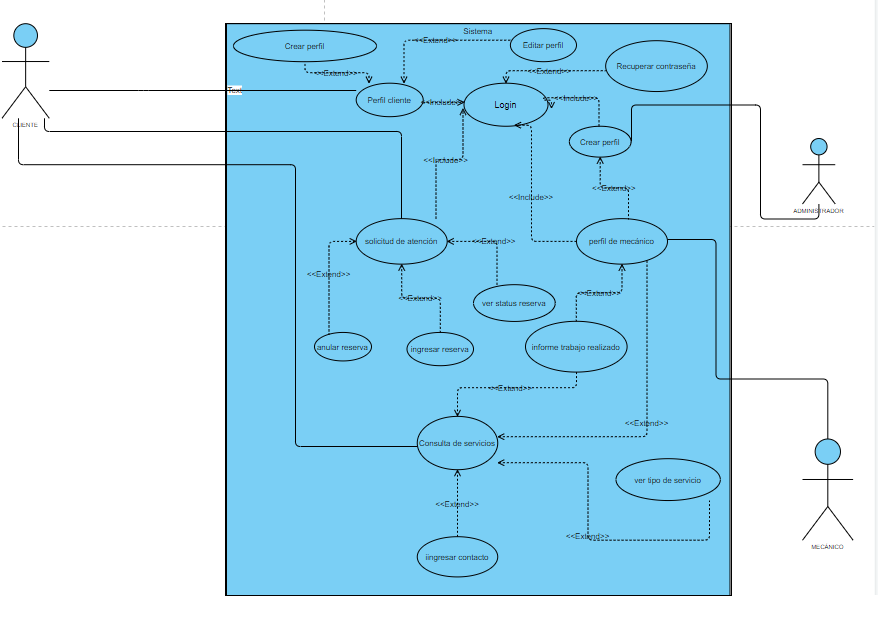 Sistema
Crear perfil
<<Extend>>
Editar perfil
<<Extend>>
Recuperar contraseña
<<Extend>>
Text
Perfil cliente
<<Include>>
Login
<<Include>>
CLIENTE
Crear perfil
<<Include>>
<<Extend>>
<<Include>>
ADMINISTRADOR
solicitud de atención
<<Extend>>
perfil de mecánico
<<Extend>>
<<Extend>>
<<Extend>>
ver status reserva
anular reserva
ingresar reserva
informe trabajo realizado
<<Extend>>
<<Extend>>
Consulta de servicios
ver tipo de servicio
<<Extend>>
<<Extend>>
iingresar contacto
MECÁNICO